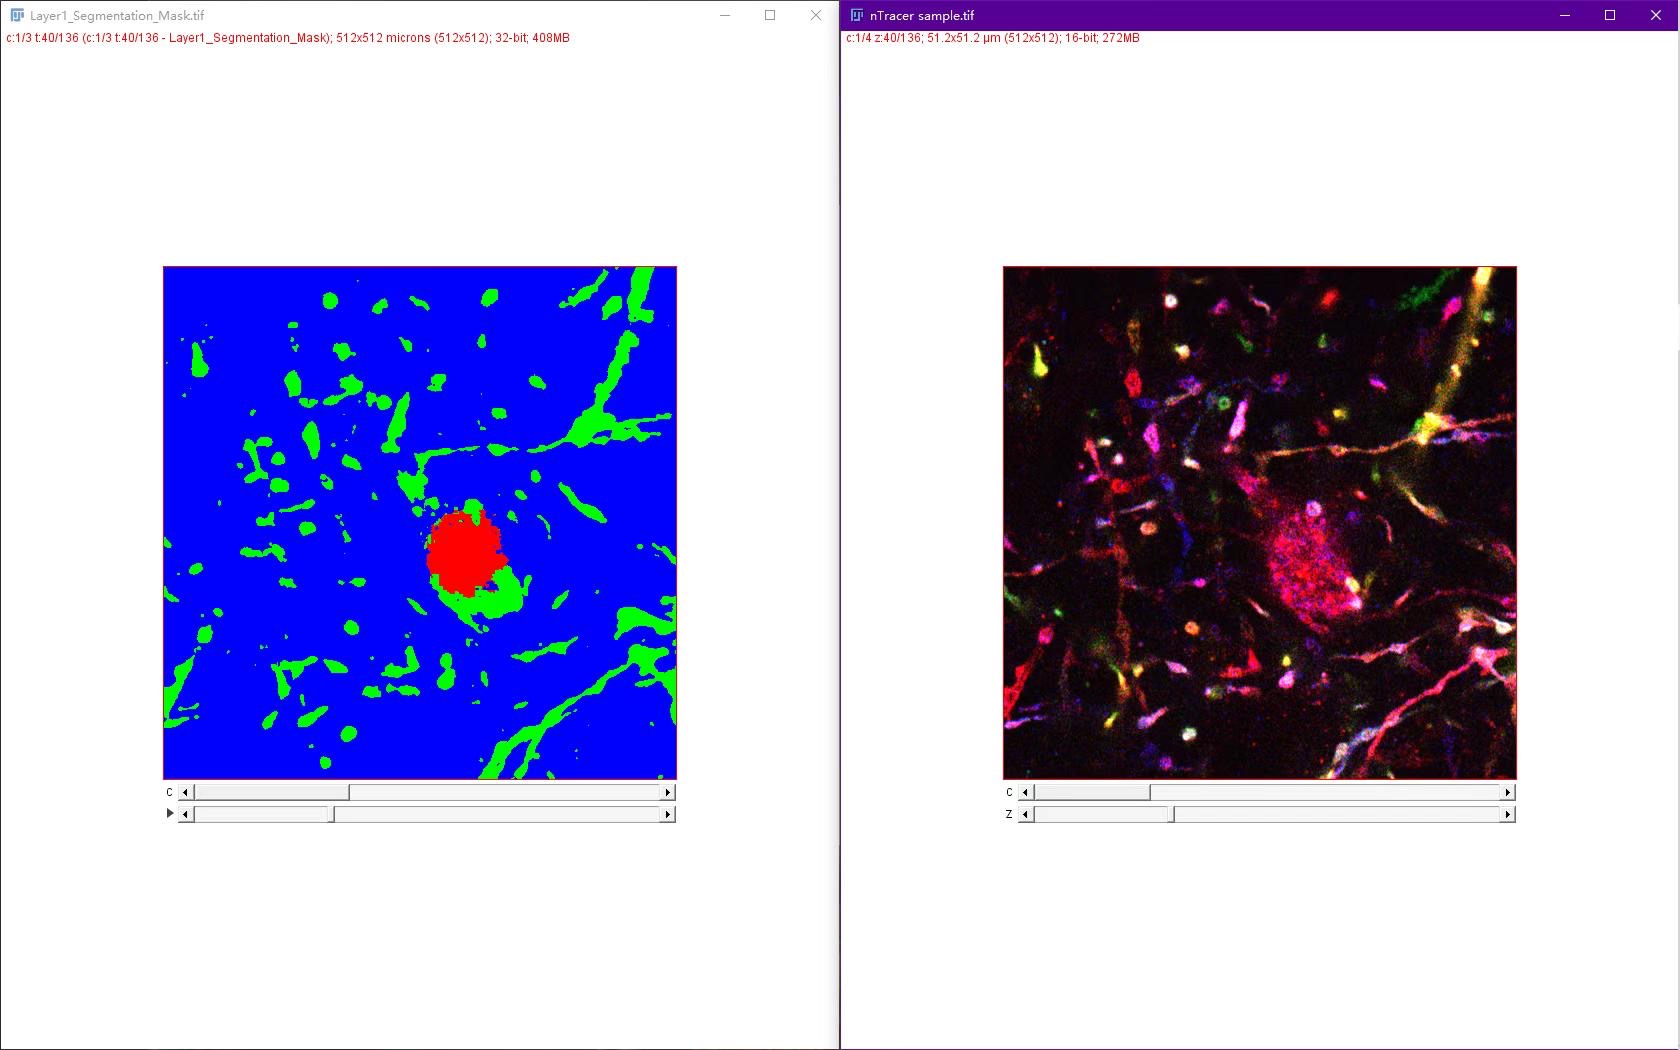 Layer1_Segmentation_Mask.tif
c:1/3 t:40/136 (c:1/3 t:40/136 - Layer1_Segmentation_Mask); 512x512 microns (512x512); 32-bit; 408MB
c
nTracer sample.tif
c:1/4 z:40/136; 51.2x51.2 µm (512x512); 16-bit; 272MB
c
z